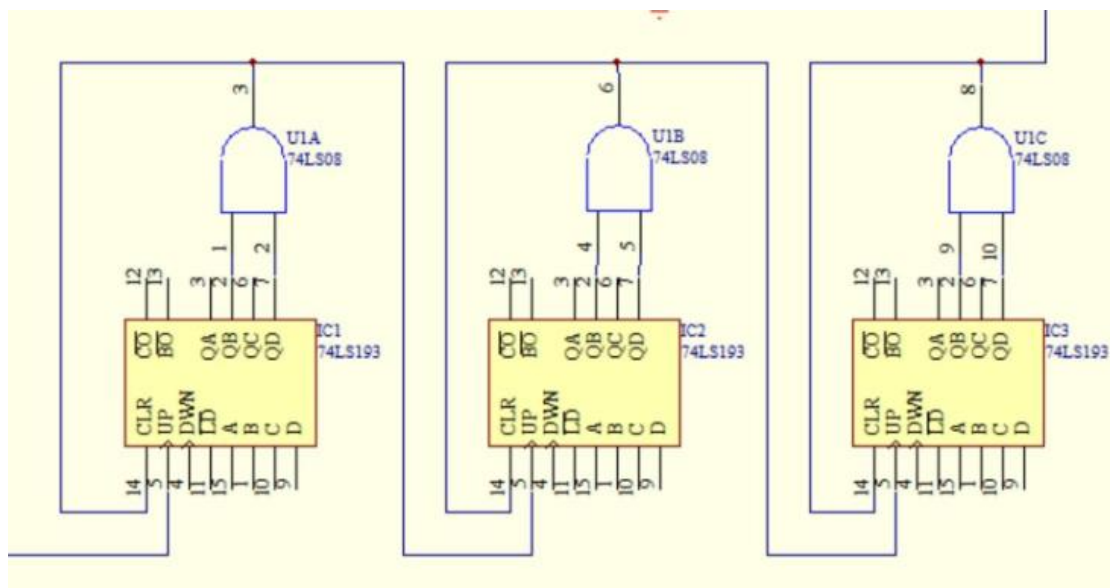 3
6
8
U1A
74LS08
U1B
74LS08
U1C
74LS08
1
2
4
5
9
10
12
13
3
2
6
7
12
13
3
2
6
7
12
13
3
2
6
7
IC1
74LS193
IC2
74LS193
IC3
74LS193
CO
BO
QA
QB
QC
QD
CO
BO
QA
QB
QC
QD
CO
BO
QA
QB
QC
QD
CLR
UP
DWN
LD
A
B
C
D
CLR
UP
DWN
LD
A
B
C
D
CLR
UP
DWN
LD
A
B
C
D
14
5
4
11
15
1
10
9
14
5
4
11
15
1
10
9
14
5
4
11
15
1
10
9